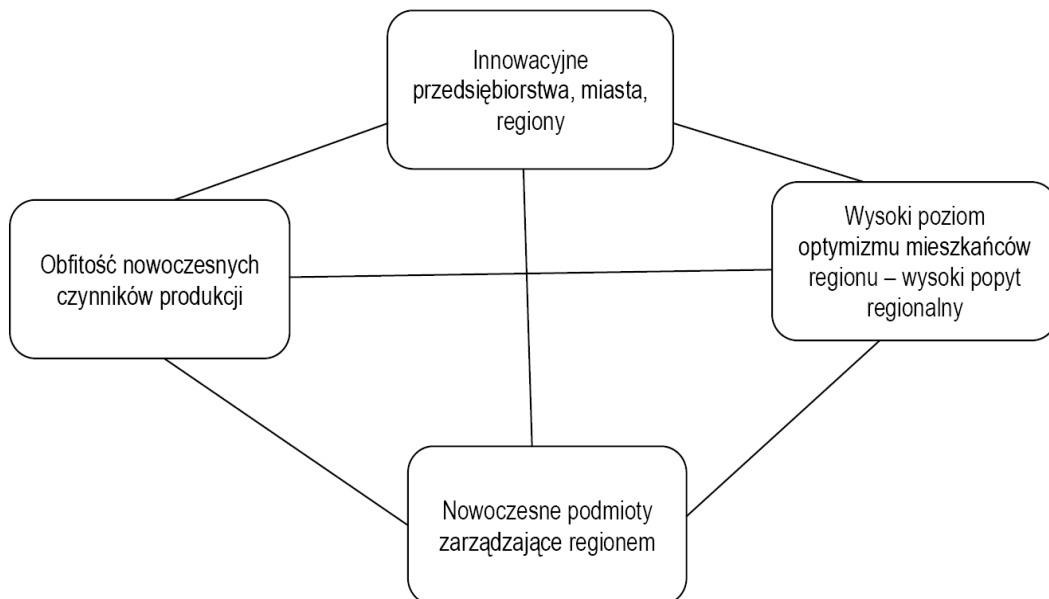 Innowacyjne
przedsiębiorstwa, miasta,
regiony
Obfitość nowoczesnych
czynników produkcji
Wysoki poziom
optymizmu mieszkańców
regionu – wysoki popyt
regionalny
Nowoczesne podmioty
zarządzające regionem